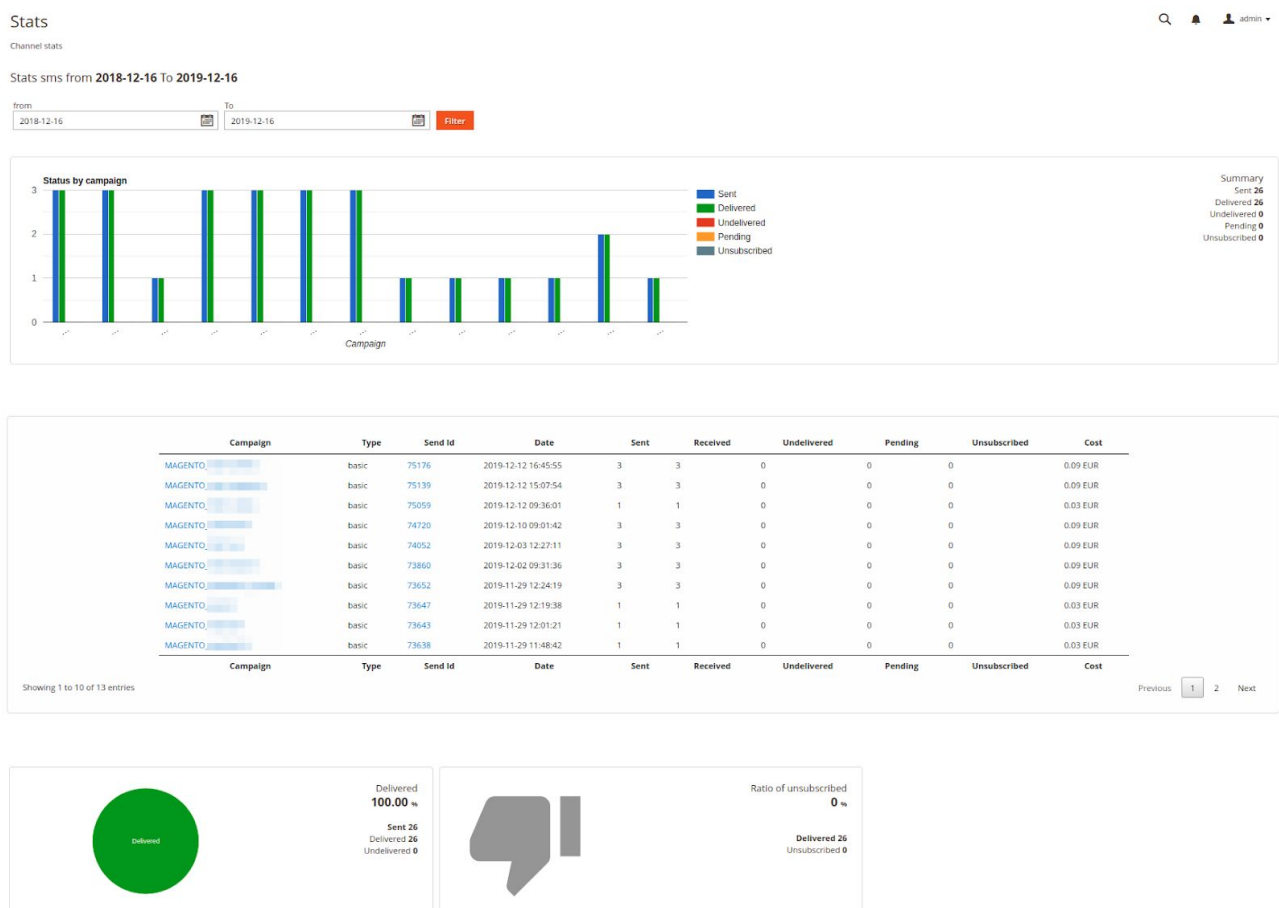 Stats
admin
Channel stats
Stats sms from 2018-12-16 To 2019-12-16
from To
2018-12-16 2019-12-16 Filter
Status by campaign
3
2
1
0
... ... ... ... ... ... ... ... ... ... ... ... ...
Campaign
Sent
Delivered
Undelivered
Pending
Unsubscribed
Summary
Sent 26
Delivered 26
Undelivered 0
Pending 0
Unsubscribed 0
Campaign Type Send Id Date Sent Received Undelivered Pending Unsubscribed Cost
MAGENTO_ basic 75176 2019-12-12 16:45:55 3 3 0 0 0 0.09 EUR
MAGENTO_ basic 75139 2019-12-12 15:07:54 3 3 0 0 0 0.09 EUR
MAGENTO_ basic 75059 2019-12-12 09:36:01 1 1 0 0 0 0.03 EUR
MAGENTO_ basic 74720 2019-12-10 09:01:42 3 3 0 0 0 0.09 EUR
MAGENTO_ basic 74052 2019-12-03 12:27:11 3 3 0 0 0 0.09 EUR
MAGENTO_ basic 73860 2019-12-02 09:31:36 3 3 0 0 0 0.09 EUR
MAGENTO_ basic 73652 2019-11-29 12:24:19 3 3 0 0 0 0.09 EUR
MAGENTO_ basic 73647 2019-11-29 12:19:38 1 1 0 0 0 0.03 EUR
MAGENTO_ basic 73643 2019-11-29 12:01:21 1 1 0 0 0 0.03 EUR
MAGENTO_ basic 73638 2019-11-29 11:48:42 1 1 0 0 0 0.03 EUR
Campaign Type Send Id Date Sent Received Undelivered Pending Unsubscribed Cost
Showing 1 to 10 of 13 entries
Previous 1 2 Next
Delivered
Delivered
100.00 %
Sent 26
Delivered 26
Undelivered 0
Ratio of unsubscribed
0 %
Delivered 26
Unsubscribed 0